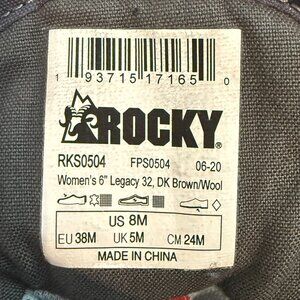 1 93715 17165 0
ROCKY®
RKS0504 FPS0504 06-20
Women's 6" Legacy 32, DK Brown/Wool
US 8M
EU 38M UK 5M CM 24M
MADE IN CHINA